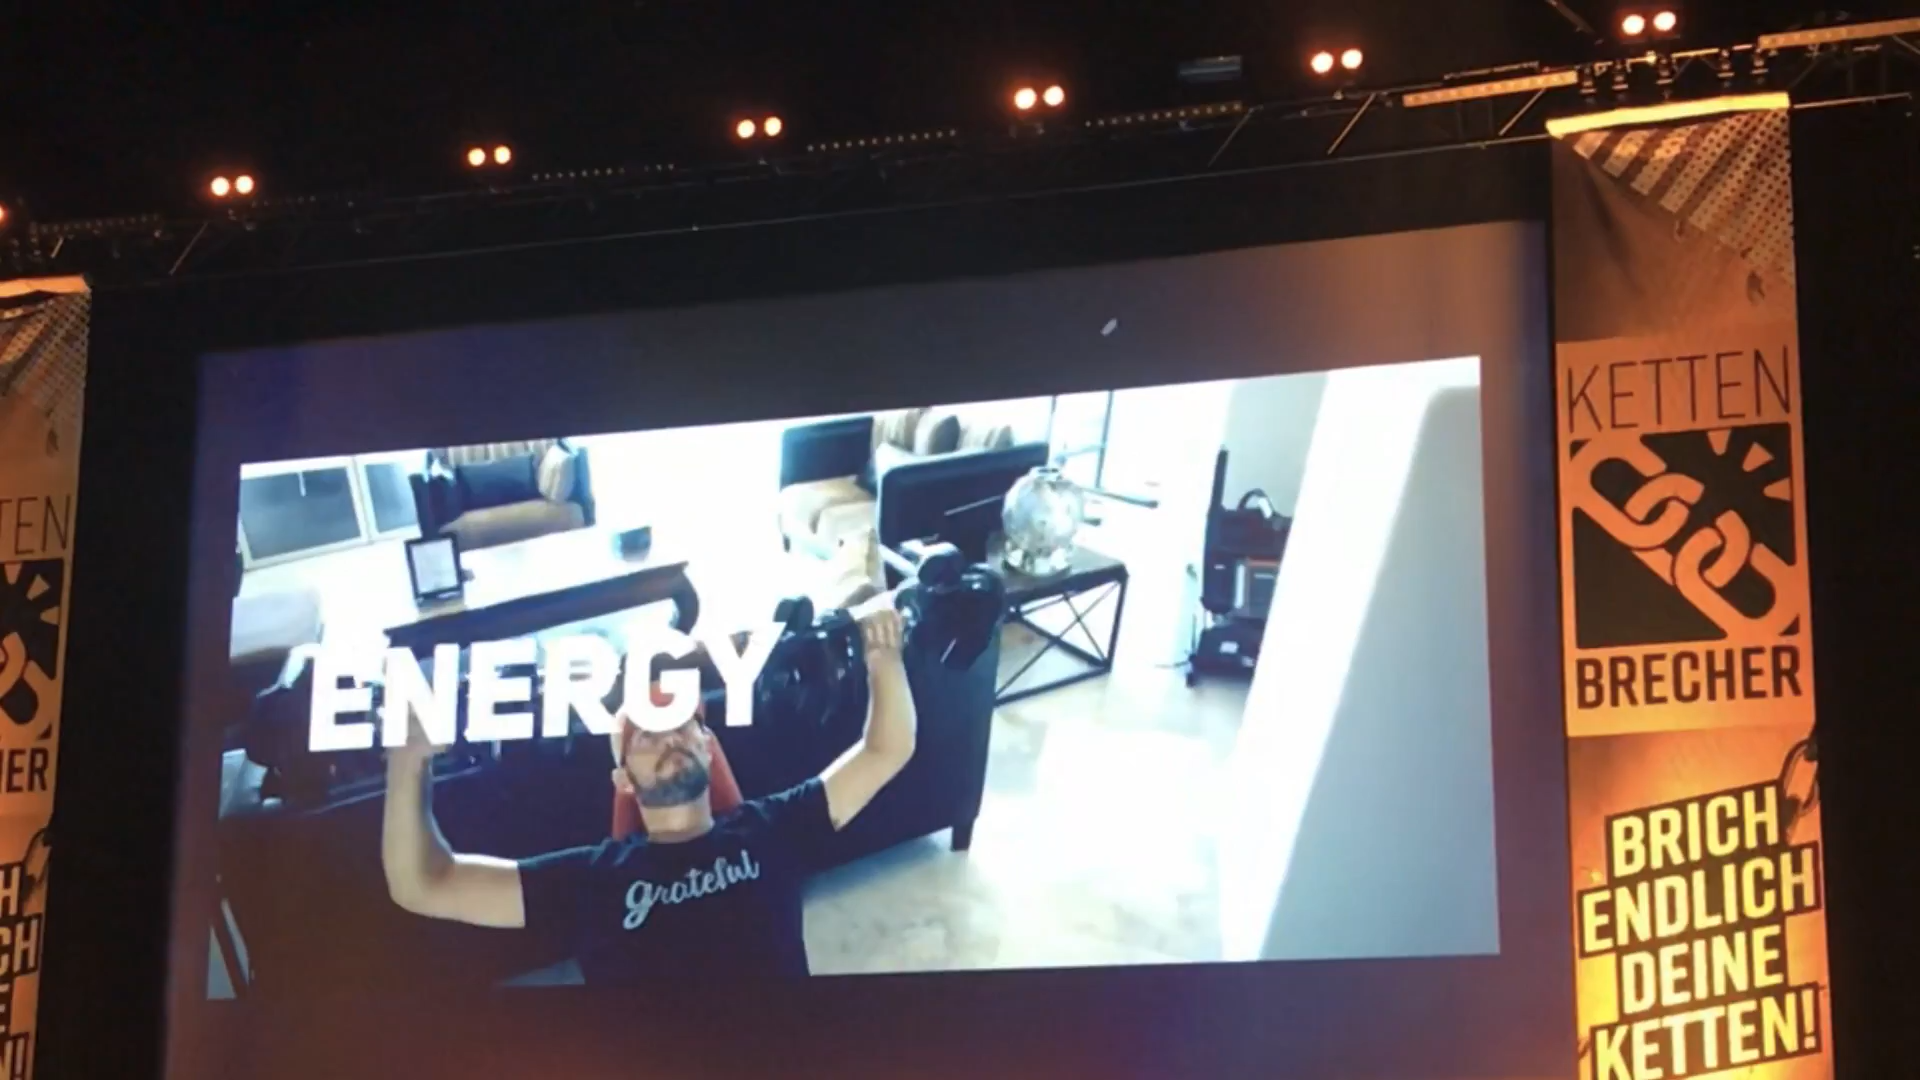 ENERGY
grateful
KETTEN
BRECHER
BRICH
ENDLICH
DEINE
KETTEN!